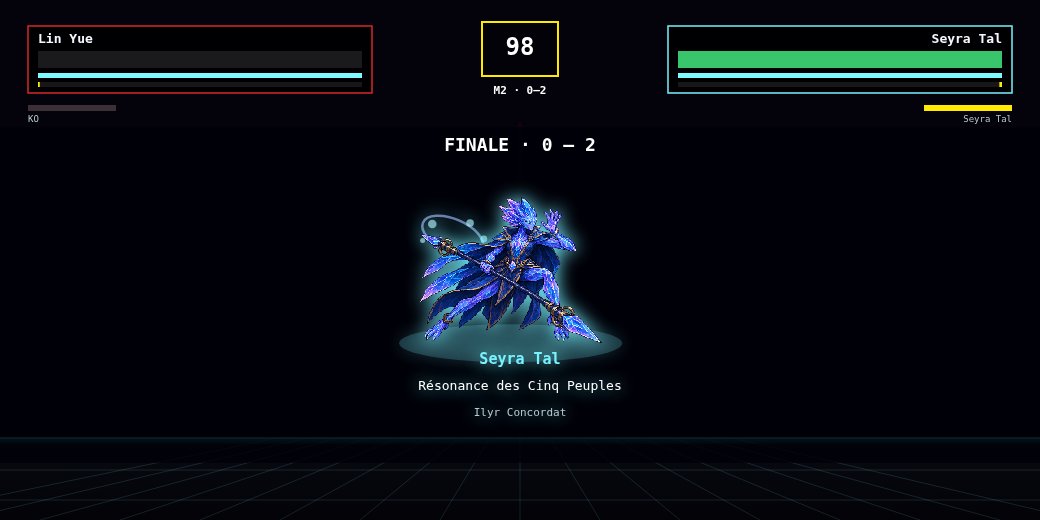 Lin Yue
98
Seyra Tal
M2 · 0–2
KO
Seyra Tal
FINALE · 0 — 2
Seyra Tal
Résonance des Cinq Peuples
Ilyr Concordat